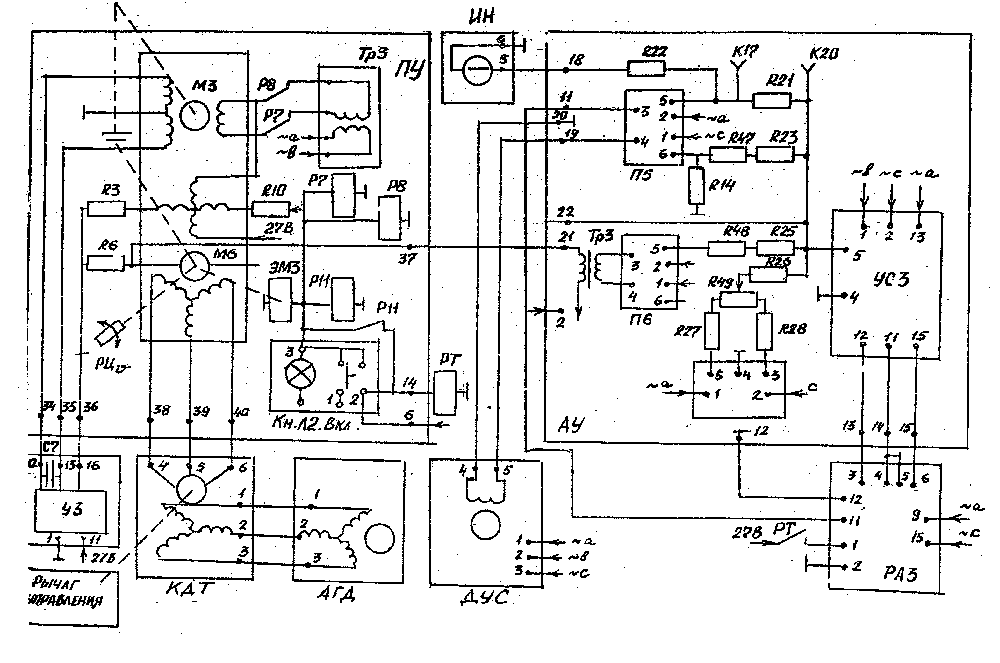 ИН
Тр3
ПУ
М3
Р8
Р7
~а
~в
6
5
18
R22
К17
К20
R21
11
20
19
3
4
5
2
~а
1
~с
6
R47
R23
П5
R14
R3
R10
Р7
Р8
27В
R6
М6
37
ЭМ3
Р11
Р11
22
21
Тр3
2
3
4
5
2
1
6
П6
R48
R25
R26
R49
R27
R28
~в
~с
~а
1
2
13
5
УС3
4
12
11
15
5
4
3
~а
1
2
с
АУ
12
13
14
15
РЦ𝜗
3
1
2
14
6
РТ
Кн.Л2.Вкл.
34
35
36
38
39
40
С7
12
13
16
У3
1
11
27В
РЫЧАГ
УПРАВЛЕНИЯ
4
5
6
1
2
3
КДТ
1
2
3
АГД
4
5
1
~а
2
~в
3
~с
ДУС
3
4
5
6
12
11
1
2
9
~а
15
~с
27В
РТ
РА3